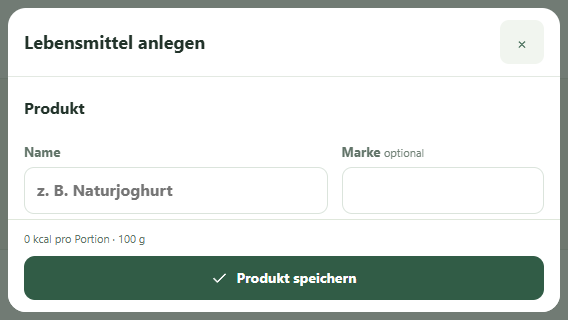 Lebensmittel anlegen
×
Produkt
Name
Marke optional
z. B. Naturjoghurt
0 kcal pro Portion · 100 g
Produkt speichern